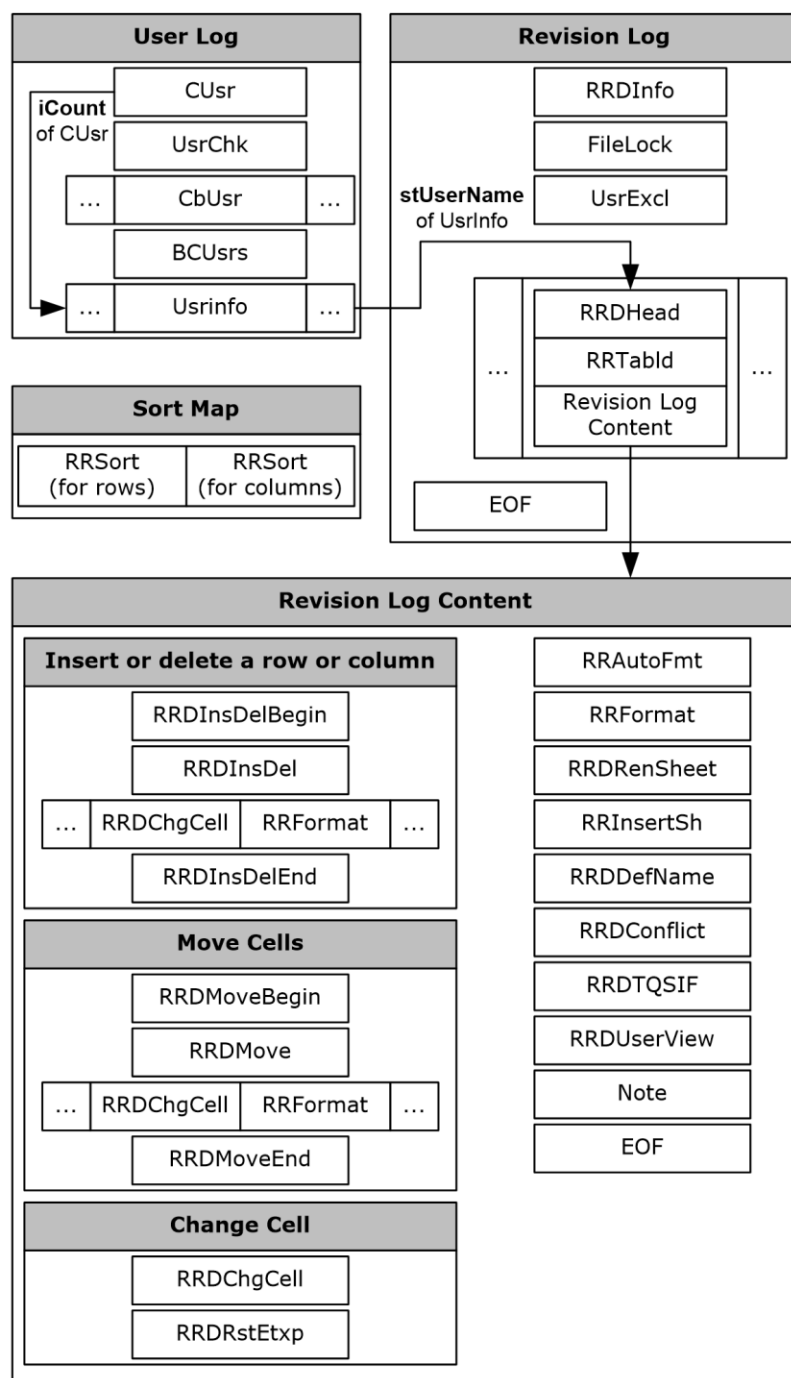 User Log
CUsr
iCount
of CUsr
UsrChk
... CbUsr ...
BCUsrs
... Usrinfo ...
Revision Log
RRDInfo
FileLock
UsrExcl
stUserName
of UsrInfo
RRDHead
... RRTabId ...
Revision Log
Content
EOF
Sort Map
RRSort
(for rows)
RRSort
(for columns)
Revision Log Content
Insert or delete a row or column
RRDInsDelBegin
RRDInsDel
... RRDChgCell RRFormat ...
RRDInsDelEnd
Move Cells
RRDMoveBegin
RRDMove
... RRDChgCell RRFormat ...
RRDMoveEnd
Change Cell
RRDChgCell
RRDRstEtxp
RRAutoFmt
RRFormat
RRDRenSheet
RRInsertSh
RRDDefName
RRDConflict
RRDTQSIF
RRDUserView
Note
EOF